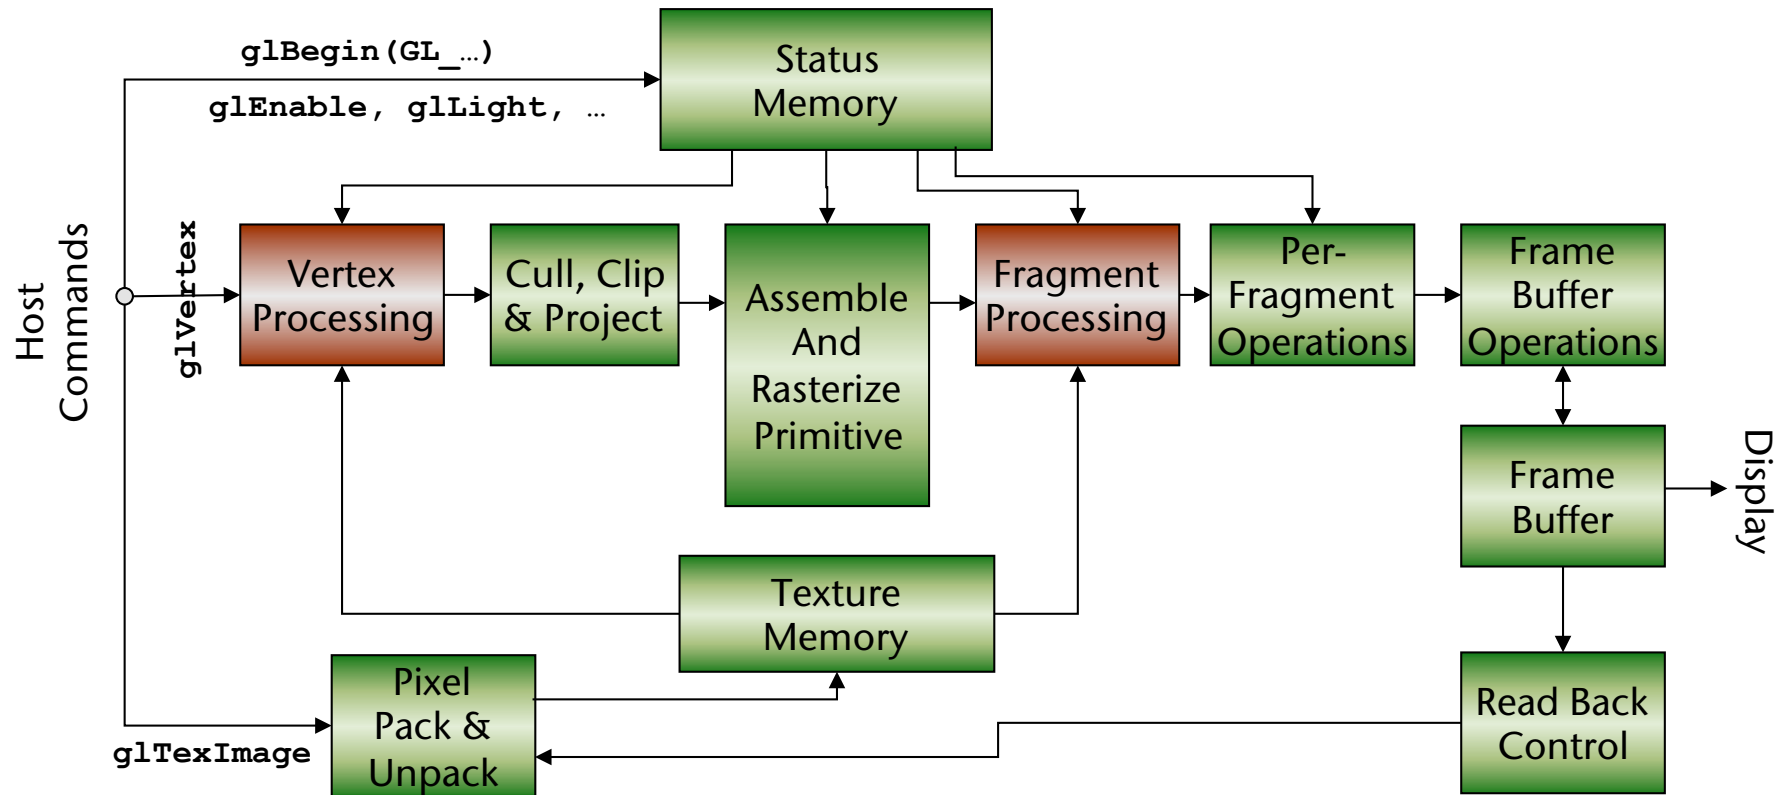 glBegin(GL_…)
glEnable, glLight, …
Status
Memory
Host
Commands
glVertex
Vertex
Processing
Cull, Clip
& Project
Assemble
And
Rasterize
Primitive
Fragment
Processing
Per-
Fragment
Operations
Frame
Buffer
Operations
Frame
Buffer
Display
Texture
Memory
Pixel
Pack &
Unpack
glTexImage
Read Back
Control